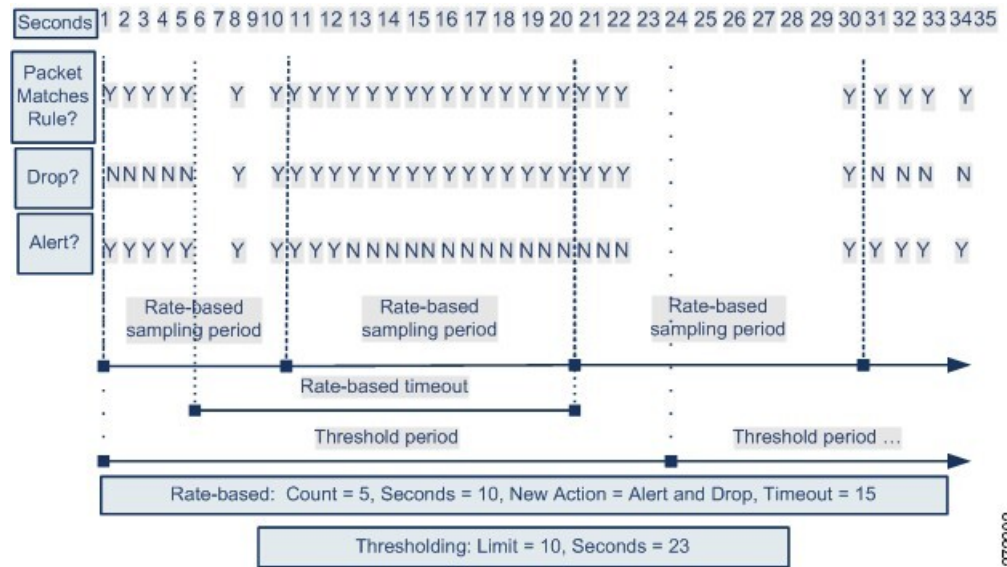 Seconds 1 2 3 4 5 6 7 8 9 10 11 12 13 14 15 16 17 18 19 20 21 22 23 24 25 26 27 28 29 30 31 32 33 34 35
Packet
Matches
Rule?
Y Y Y Y Y Y Y Y Y Y Y Y Y Y Y Y Y Y Y Y Y Y Y Y Y Y Y Y Y Y
Drop?
N N N N N Y Y Y Y Y Y Y Y Y Y Y Y Y Y Y Y Y Y Y Y Y N N N N
Alert?
Y Y Y Y Y Y Y Y Y Y N N N N N N N N N N N N N N N Y Y Y Y Y
Rate-based
sampling period
Rate-based
sampling period
Rate-based
sampling period
Rate-based timeout
Threshold period
Threshold period ...
Rate-based: Count = 5, Seconds = 10, New Action = Alert and Drop, Timeout = 15
Thresholding: Limit = 10, Seconds = 23